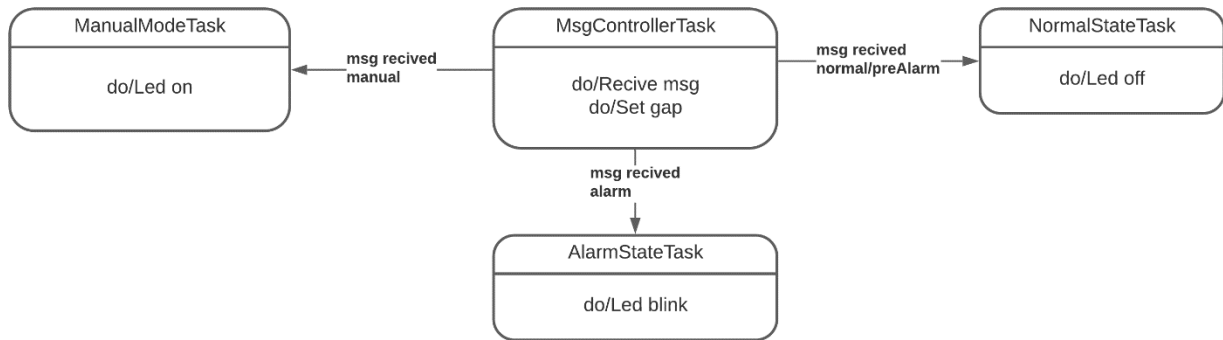 ManualModeTask
do/Led on
msg recived
manual
MsgControllerTask
do/Recive msg
do/Set gap
msg recived
normal/preAlarm
NormalStateTask
do/Led off
msg recived
alarm
AlarmStateTask
do/Led blink